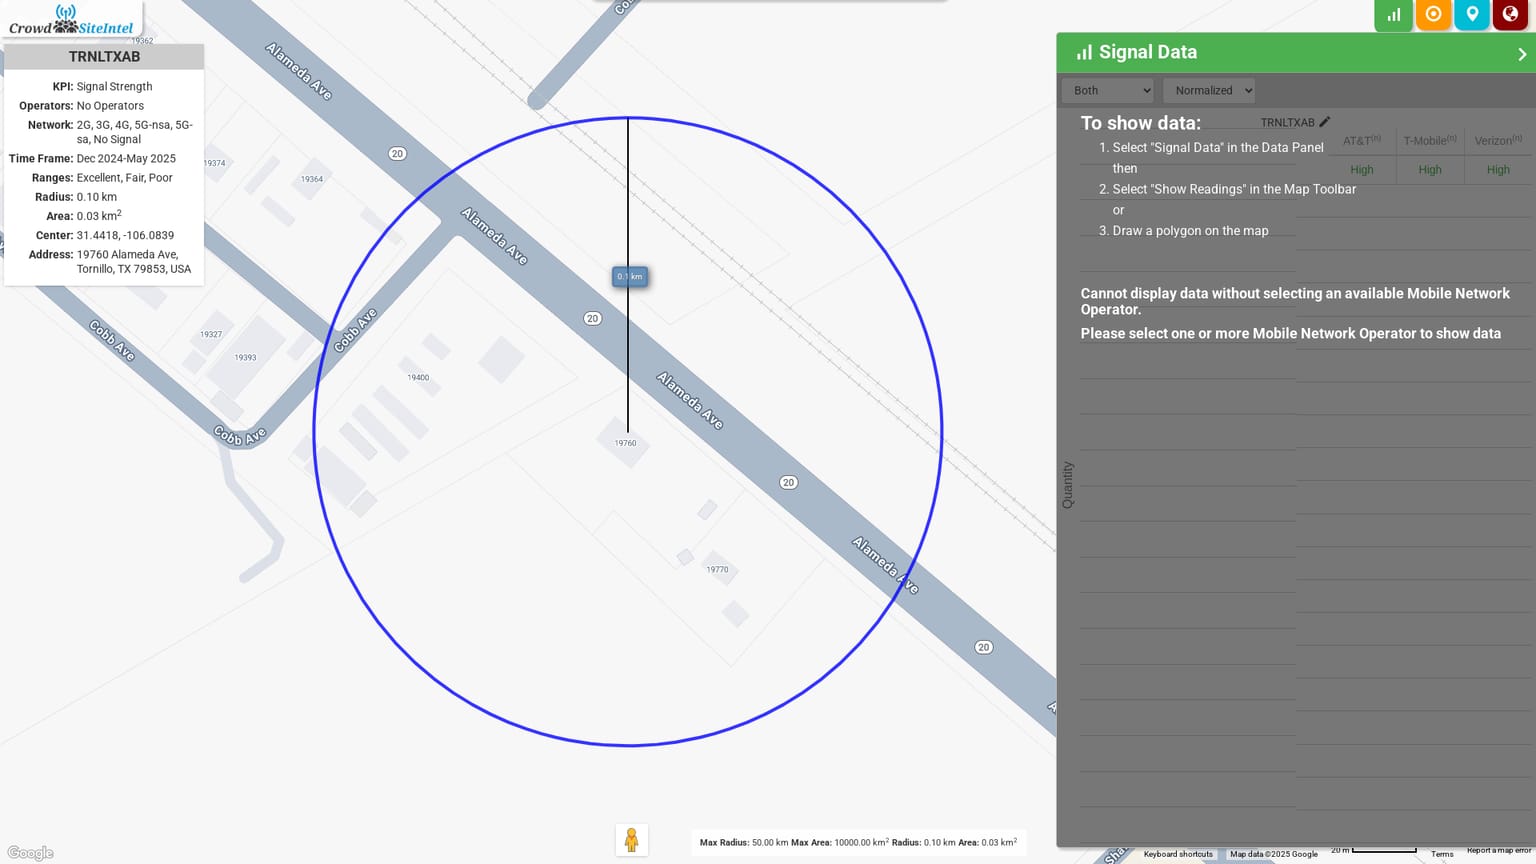 Crowd SiteIntel
TRNLTXAB
KPI: Signal Strength
Operators: No Operators
Network: 2G, 3G, 4G, 5G-nsa, 5G-
sa, No Signal
Time Frame: Dec 2024-May 2025
Ranges: Excellent, Fair, Poor
Radius: 0.10 km
Area: 0.03 km2
Center: 31.4418, -106.0839
Address: 19760 Alameda Ave,
Tornillo, TX 79853, USA
19362
Alameda Ave
20
19374
19364
Alameda Ave
0.1 km
20
Cobb Ave
Cobb Ave
19327
19393
19400
Alameda Ave
Cobb Ave
19760
20
Alameda Ave
19770
20
Signal Data
Both
Normalized
To show data:
TRNLTXAB
AT&T(n)
T-Mobile(n)
Verizon(n)
1. Select "Signal Data" in the Data Panel
High
High
High
then
2. Select "Show Readings" in the Map Toolbar
or
3. Draw a polygon on the map
Cannot display data without selecting an available Mobile Network
Operator.
Please select one or more Mobile Network Operator to show data
Quantity
Max Radius: 50.00 km Max Area: 10000.00 km2 Radius: 0.10 km Area: 0.03 km2
Google
Keyboard shortcuts
Map data ©2025 Google
20 m
Terms
Report a map error